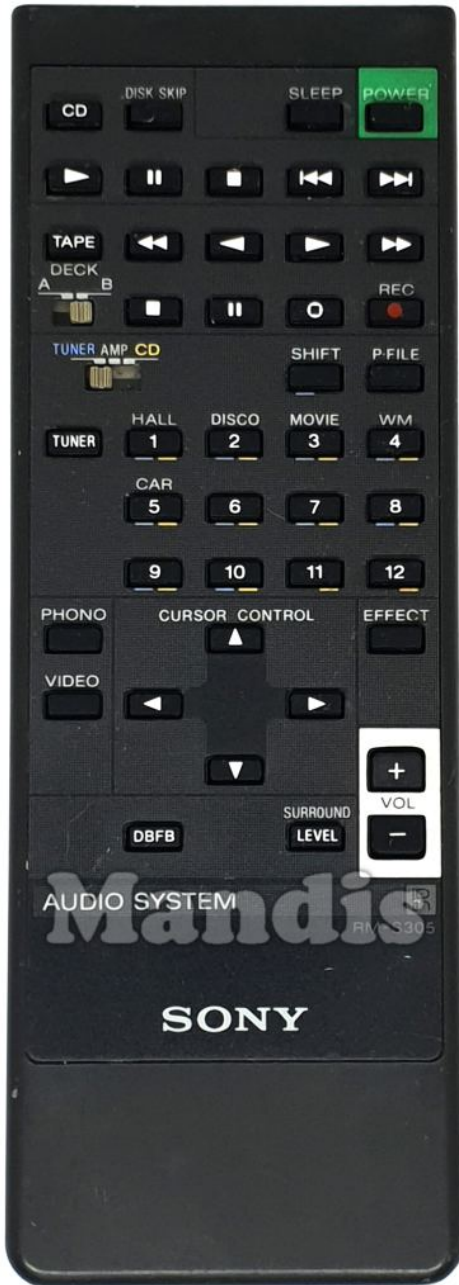 DISK SKIP SLEEP POWER
CD
TAPE
DECK
A B REC
TUNER AMP CD
SHIFT P-FILE
HALL DISCO MOVIE WM
TUNER 1 2 3 4
CAR
5 6 7 8
9 10 11 12
PHONO CURSOR CONTROL EFFECT
VIDEO
+
VOL
SURROUND
DBFB LEVEL −
AUDIO SYSTEM
Mandis
RM-S305
SONY